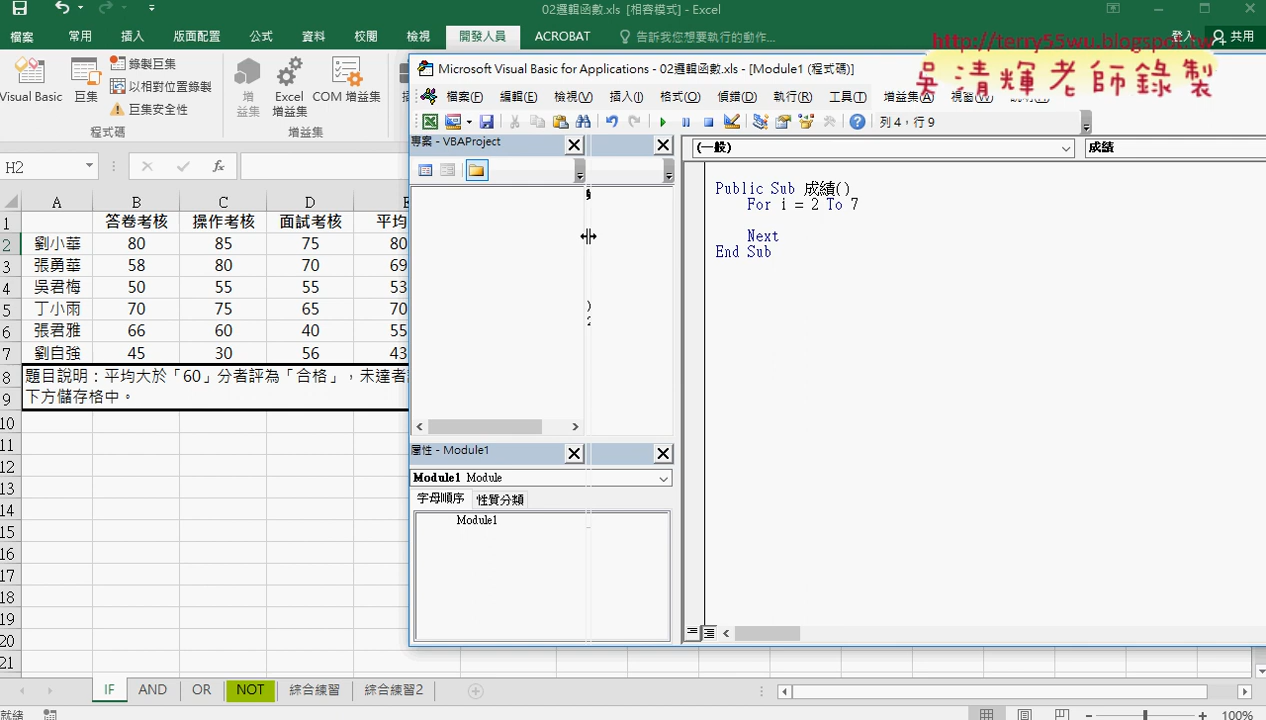 02邏輯函數.xls [相容模式] - Excel
檔案 常用 插入 版面配置 公式 資料 校閱 檢視 開發人員 ACROBAT 告訴我您想要執行的動作... 登入 共用
http://terry55wu.blogspot.tw
吳清輝老師錄製
Visual Basic 巨集 錄製巨集 以相對位置錄製 巨集安全性
增益集 Excel 增益集 COM 增益集
程式碼 增益集
H2 fx
A B C D E
1 答卷考核 操作考核 面試考核 平均
2 劉小華 80 85 75 80
3 張勇華 58 80 70 69
4 吳君梅 50 55 55 53
5 丁小雨 70 75 65 70
6 張君雅 66 60 40 55
7 劉自強 45 30 56 43
8 題目說明：平均大於「60」分者評為「合格」，未達者
9 下方儲存格中。
10
11
12
13
14
15
16
17
18
19
20
21
IF AND OR NOT 綜合練習 綜合練習2
就緒 100%
Microsoft Visual Basic for Applications - 02邏輯函數.xls - [Module1 (程式碼)]
檔案(F) 編輯(E) 檢視(V) 插入(I) 格式(O) 偵錯(D) 執行(R) 工具(T) 增益集(A) 視窗(W)
列 4，行 9
專案 - VBAProject
屬性 - Module1
Module1 Module
字母順序 性質分類
Module1
(一般) 成績
Public Sub 成績()
For i = 2 To 7
Next
End Sub